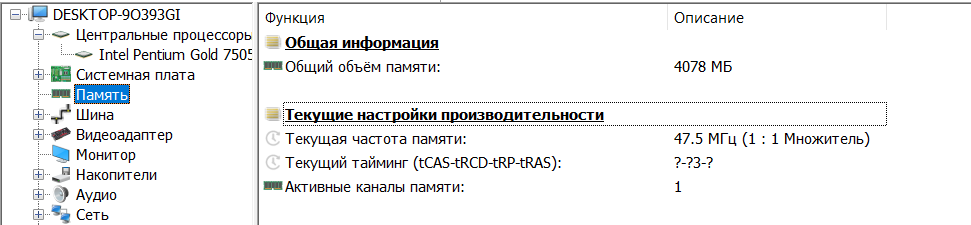 DESKTOP-9O393GI
Центральные процессоры
Intel Pentium Gold 7505
Системная плата
Память
Шина
Видеоадаптер
Монитор
Накопители
Аудио
Сеть
Функция Описание
Общая информация
Общий объём памяти: 4078 МБ
Текущие настройки производительности
Текущая частота памяти: 47.5 МГц (1 : 1 Множитель)
Текущий тайминг (tCAS-tRCD-tRP-tRAS): ?-?3-?
Активные каналы памяти: 1